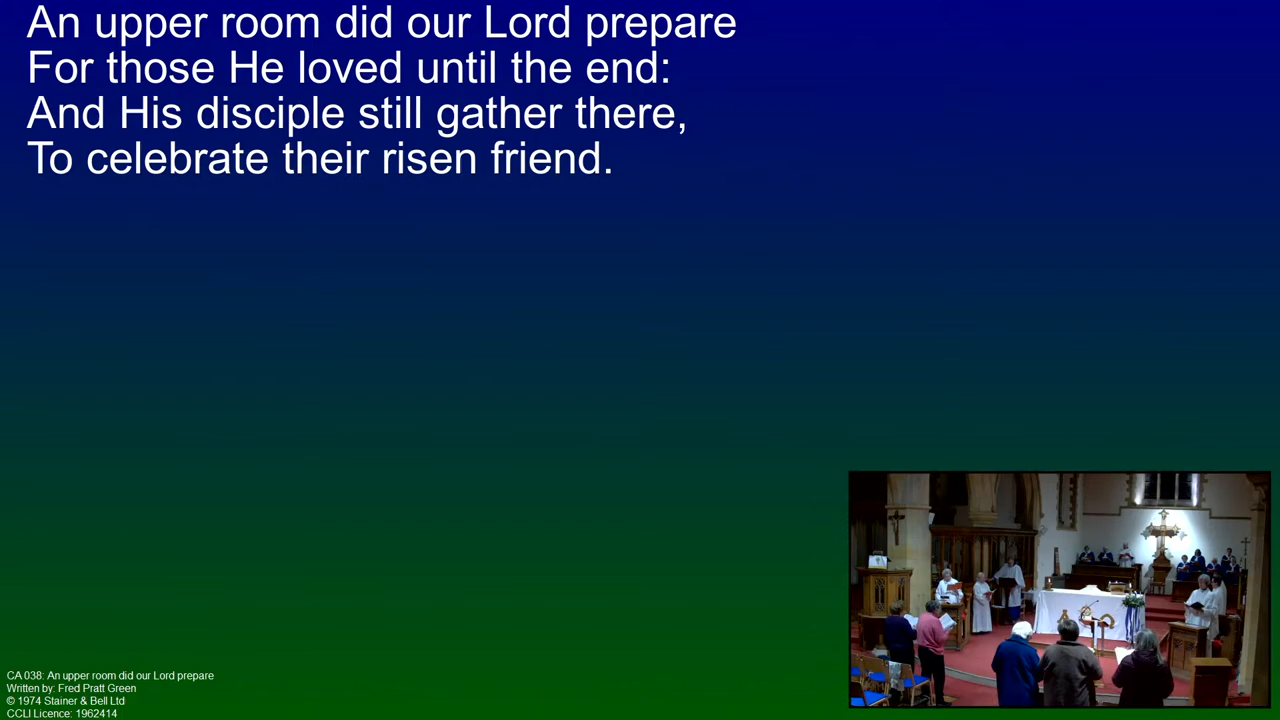 An upper room did our Lord prepare
For those He loved until the end:
And His disciple still gather there,
To celebrate their risen friend.
CA 038: An upper room did our Lord prepare
Written by: Fred Pratt Green
© 1974 Stainer & Bell Ltd
CCLI Licence: 1962414